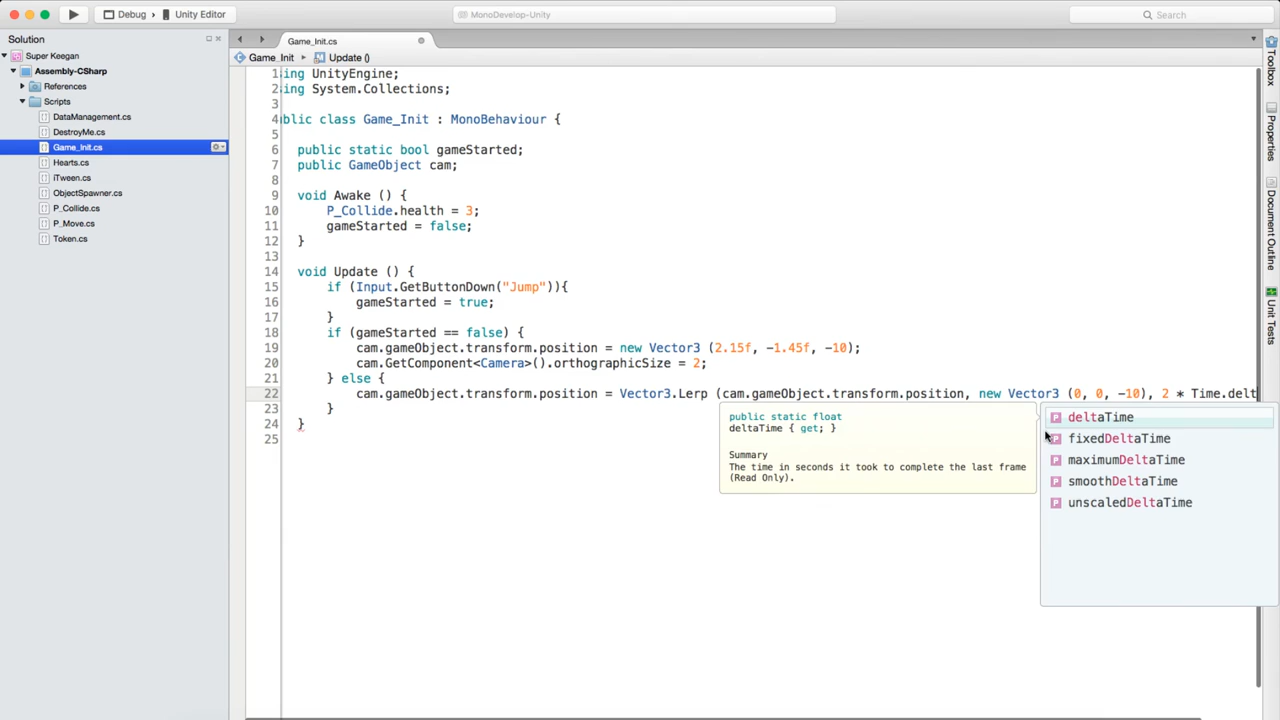 Debug
Unity Editor
MonoDevelop-Unity
Search
Solution
Super Keegan
Assembly-CSharp
References
Scripts
DataManagement.cs
DestroyMe.cs
Game_Init.cs
Hearts.cs
iTween.cs
ObjectSpawner.cs
P_Collide.cs
P_Move.cs
Token.cs
Game_Init.cs
Game_Init
Update ()
1 ing UnityEngine;
2 ing System.Collections;
3
4 blic class Game_Init : MonoBehaviour {
5
6 public static bool gameStarted;
7 public GameObject cam;
8
9 void Awake () {
10 P_Collide.health = 3;
11 gameStarted = false;
12 }
13
14 void Update () {
15 if (Input.GetButtonDown("Jump")){
16 gameStarted = true;
17 }
18 if (gameStarted == false) {
19 cam.gameObject.transform.position = new Vector3 (2.15f, -1.45f, -10);
20 cam.GetComponent<Camera>().orthographicSize = 2;
21 } else {
22 cam.gameObject.transform.position = Vector3.Lerp (cam.gameObject.transform.position, new Vector3 (0, 0, -10), 2 * Time.delt
23 }
24 }
25
public static float
deltaTime { get; }
Summary
The time in seconds it took to complete the last frame
(Read Only).
deltaTime
fixedDeltaTime
maximumDeltaTime
smoothDeltaTime
unscaledDeltaTime
Toolbox
Properties
Document Outline
Unit Tests